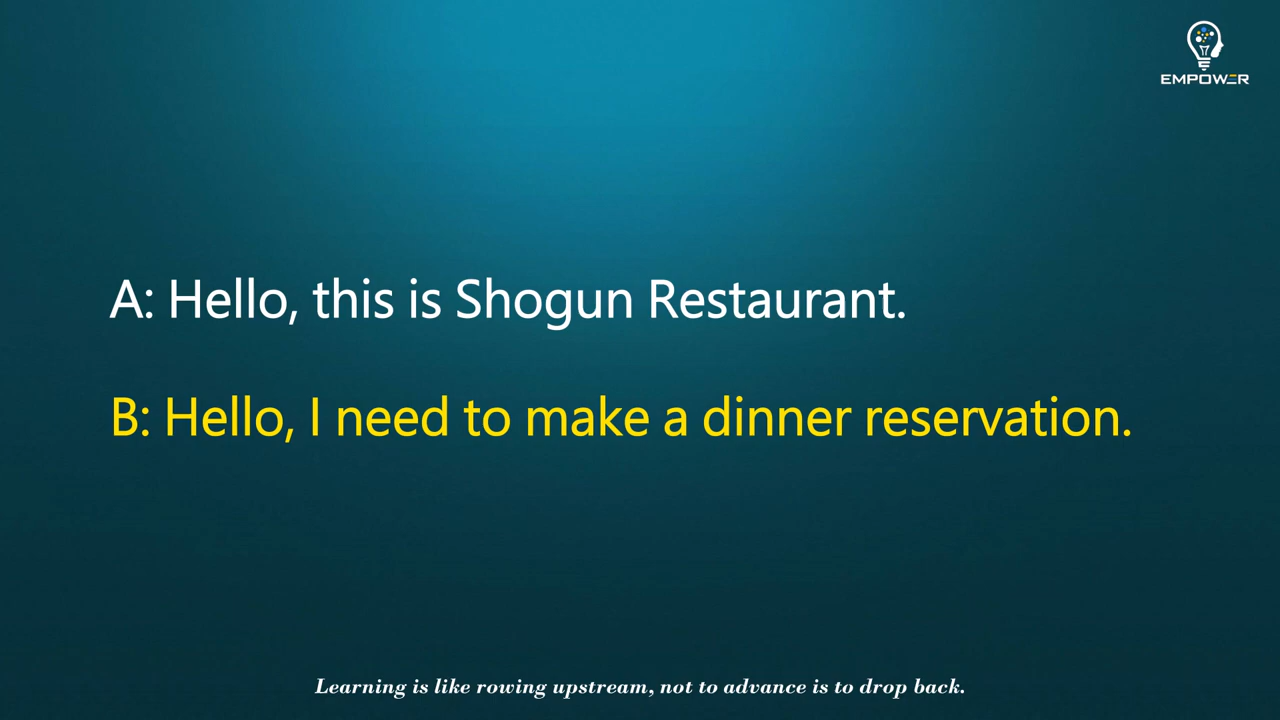 EMPOWER
A: Hello, this is Shogun Restaurant.
B: Hello, I need to make a dinner reservation.
Learning is like rowing upstream, not to advance is to drop back.